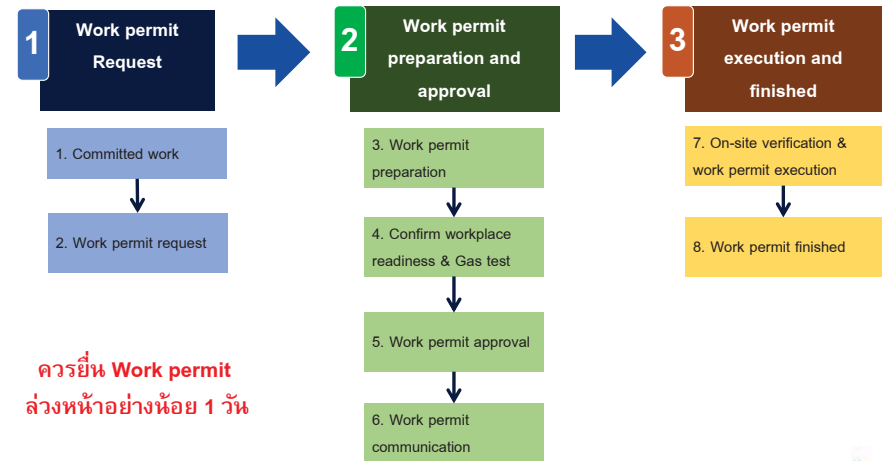 1
Work permit
Request
2
Work permit
preparation and
approval
3
Work permit
execution and
finished
1. Committed work
2. Work permit request
3. Work permit
preparation
4. Confirm workplace
readiness & Gas test
5. Work permit approval
6. Work permit
communication
7. On-site verification &
work permit execution
8. Work permit finished
ควรยื่น Work permit
ล่วงหน้าอย่างน้อย 1 วัน